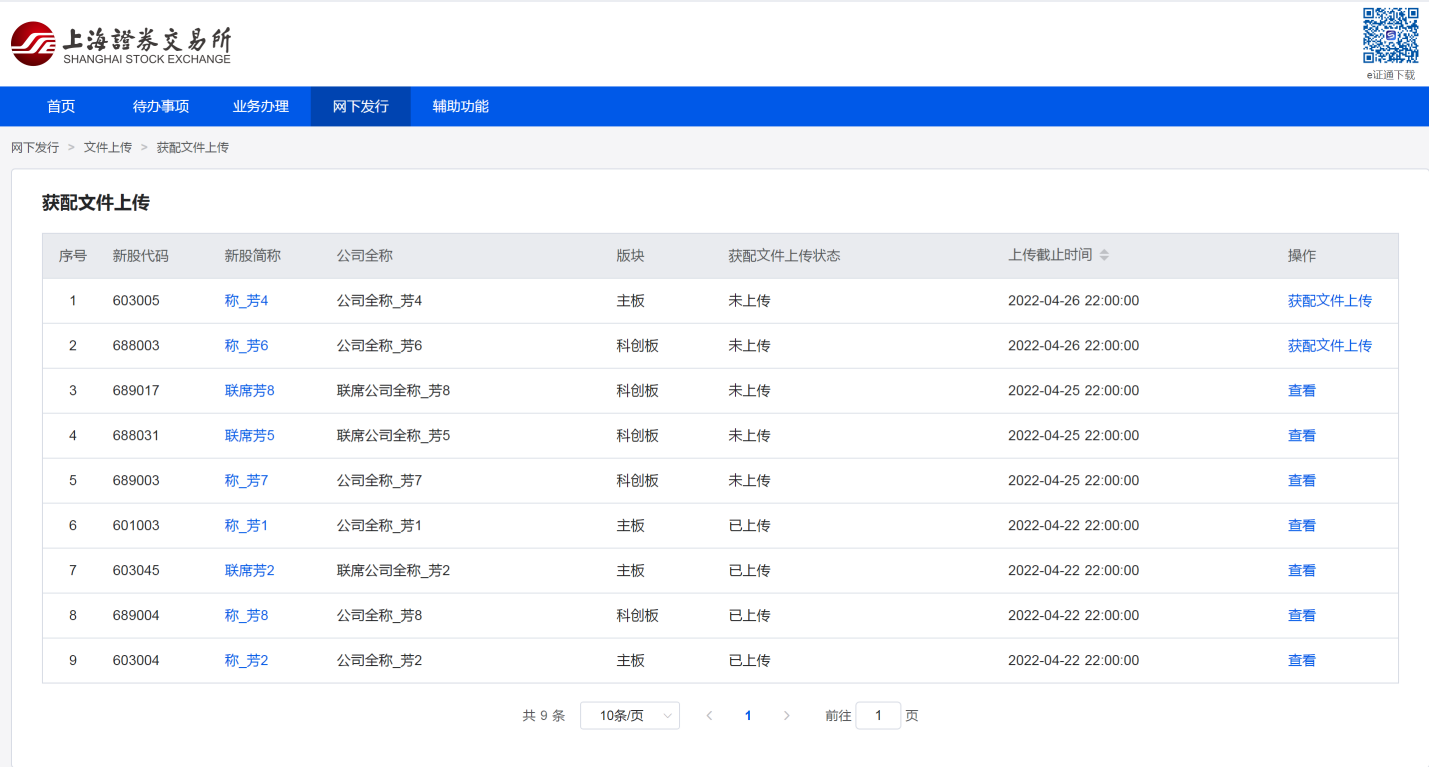 上海證券交易所
SHANGHAI STOCK EXCHANGE
e证通下载
首页 待办事项 业务办理 网下发行 辅助功能
网下发行 > 文件上传 > 获配文件上传
获配文件上传
序号 新股代码 新股简称 公司全称 版块 获配文件上传状态 上传截止时间 操作
1 603005 称_芳4 公司全称_芳4 主板 未上传 2022-04-26 22:00:00 获配文件上传
2 688003 称_芳6 公司全称_芳6 科创板 未上传 2022-04-26 22:00:00 获配文件上传
3 689017 联席芳8 联席公司全称_芳8 科创板 未上传 2022-04-25 22:00:00 查看
4 688031 联席芳5 联席公司全称_芳5 科创板 未上传 2022-04-25 22:00:00 查看
5 689003 称_芳7 公司全称_芳7 科创板 未上传 2022-04-25 22:00:00 查看
6 601003 称_芳1 公司全称_芳1 主板 已上传 2022-04-22 22:00:00 查看
7 603045 联席芳2 联席公司全称_芳2 主板 已上传 2022-04-22 22:00:00 查看
8 689004 称_芳8 公司全称_芳8 科创板 已上传 2022-04-22 22:00:00 查看
9 603004 称_芳2 公司全称_芳2 主板 已上传 2022-04-22 22:00:00 查看
共 9 条 10条/页 < 1 > 前往 1 页